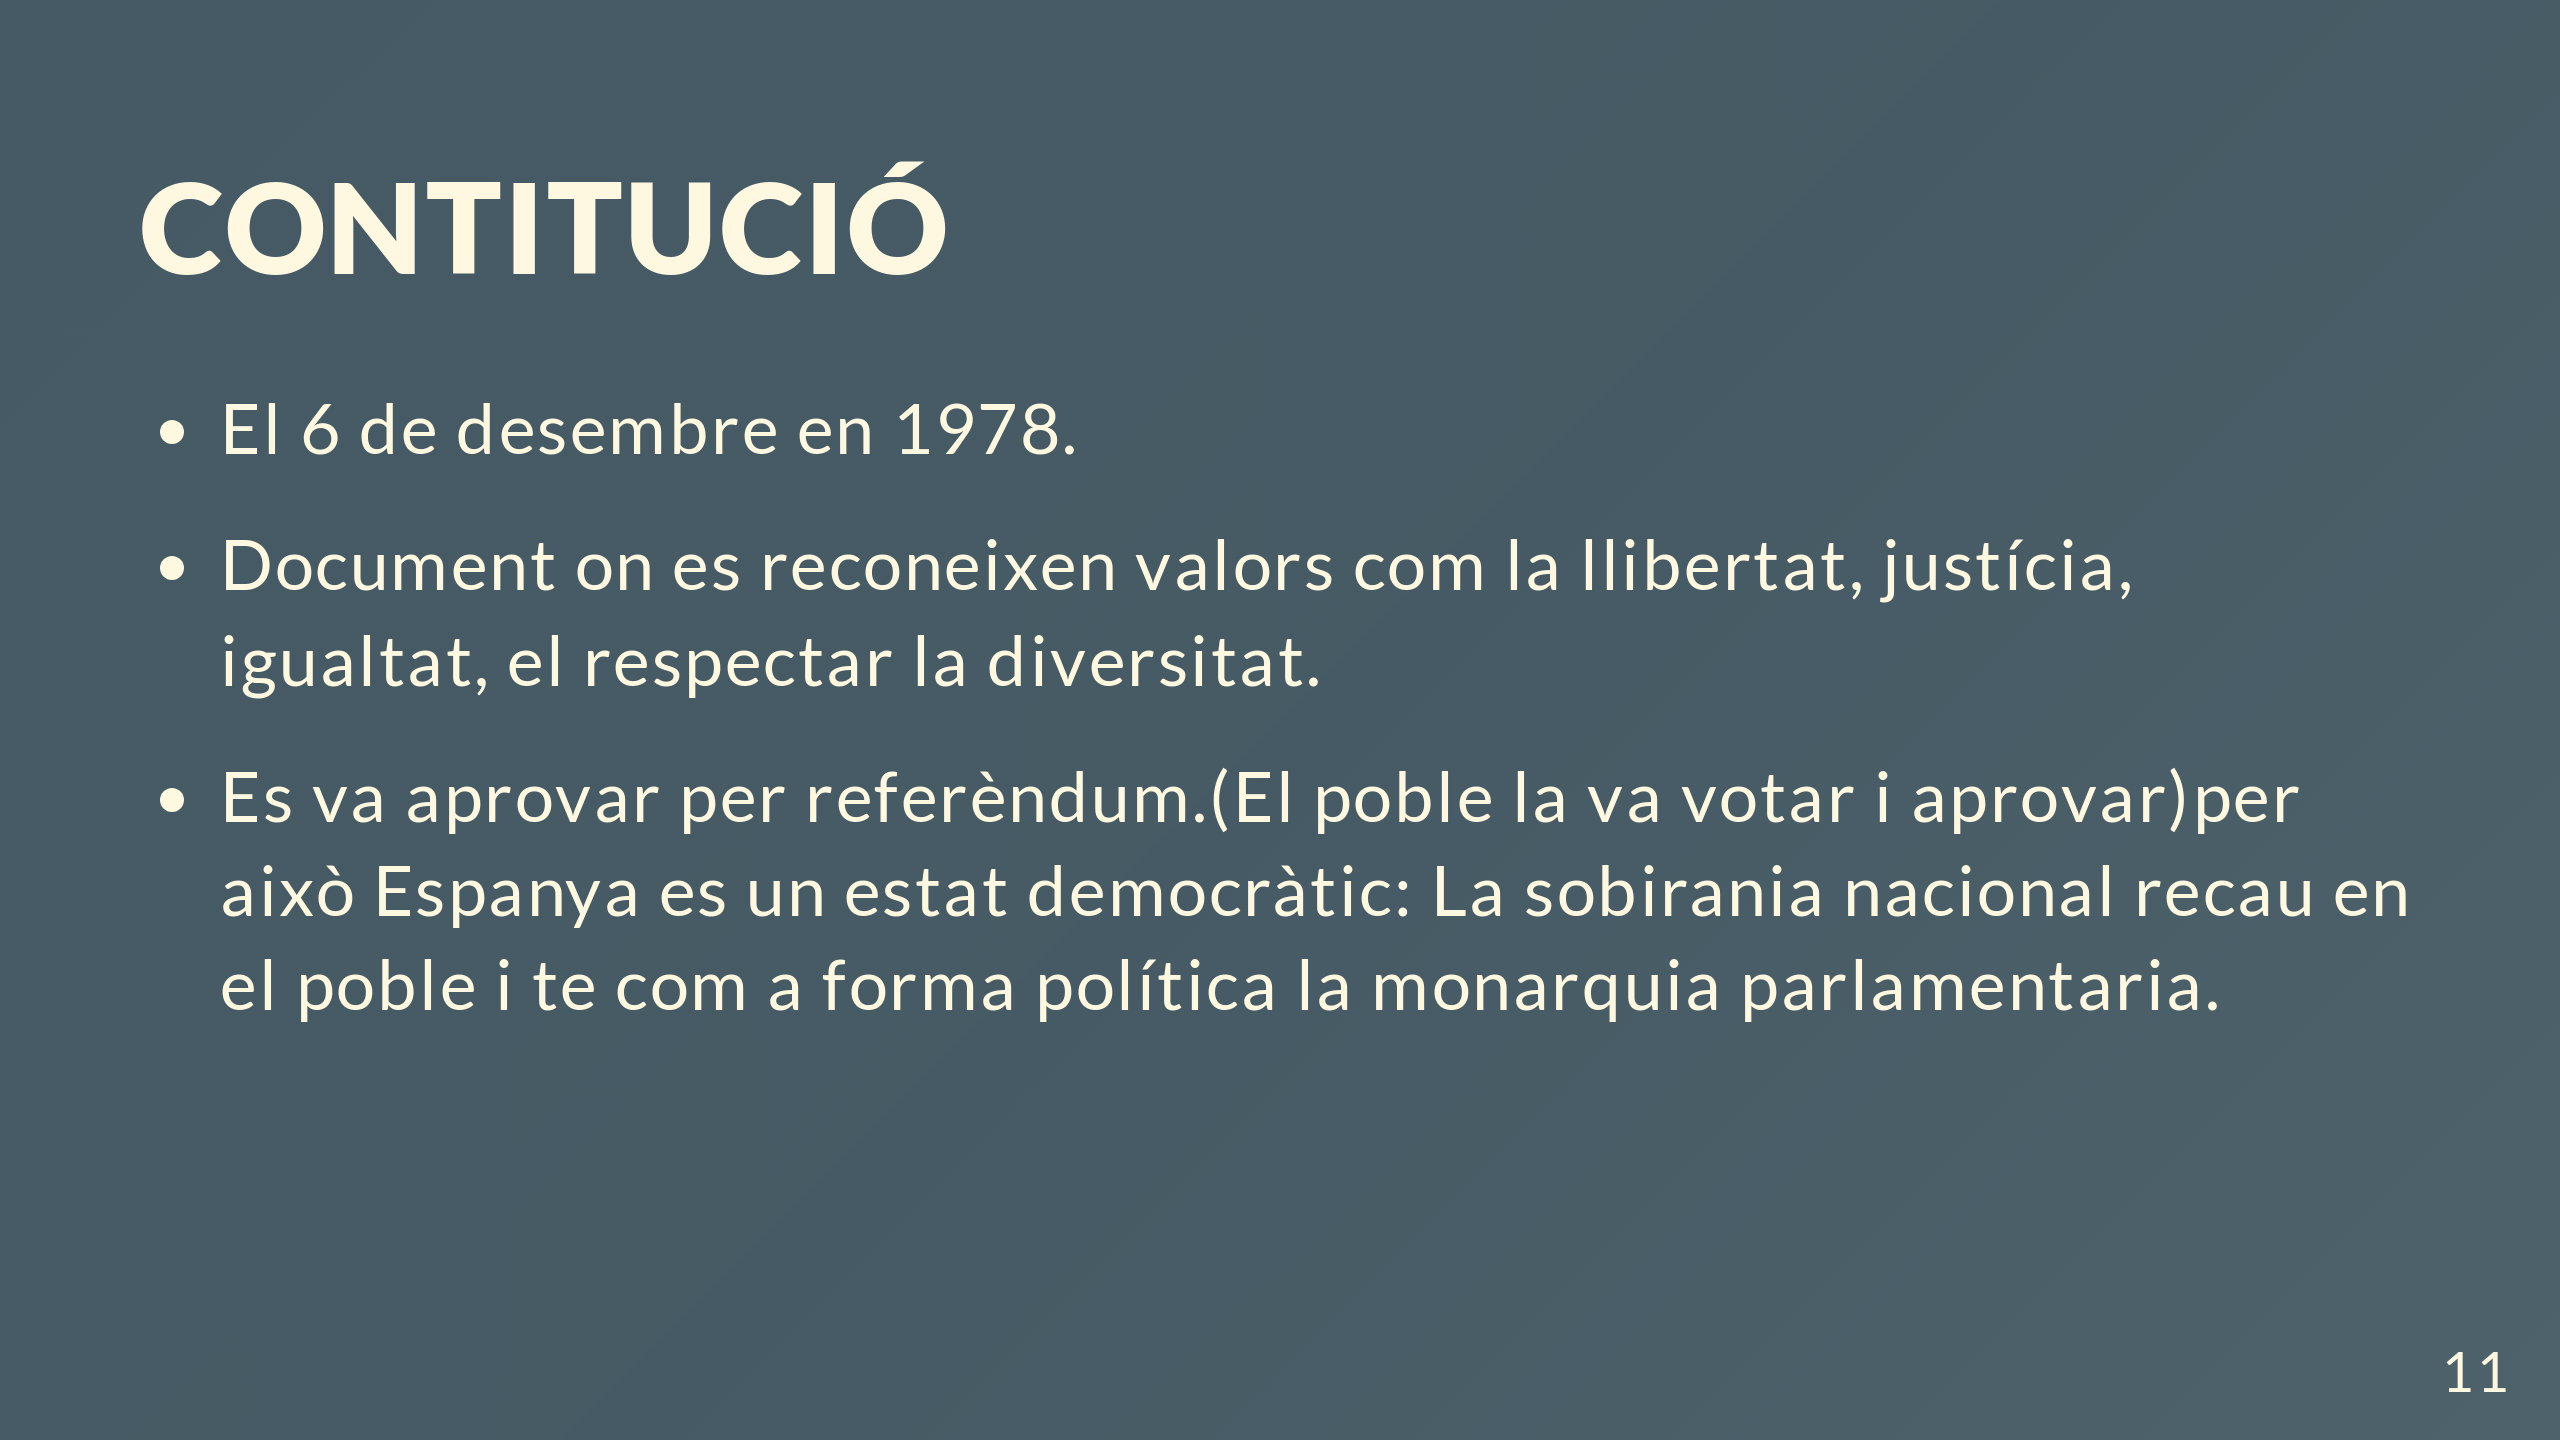 CONTITUCIÓ
• El 6 de desembre en 1978.
• Document on es reconeixen valors com la llibertat, justícia,
igualtat, el respectar la diversitat.
• Es va aprovar per referèndum.(El poble la va votar i aprovar)per
això Espanya es un estat democràtic: La sobirania nacional recau en
el poble i te com a forma política la monarquia parlamentaria.
11